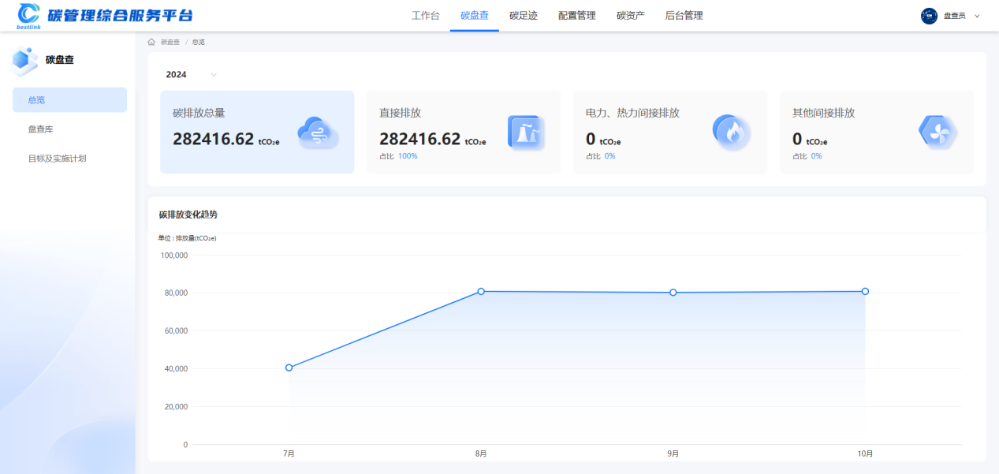 碳管理综合服务平台
bestlink
工作台 碳盘查 碳足迹 配置管理 碳资产 后台管理
盘查员
碳盘查 / 总览
碳盘查
总览
盘查库
目标及实施计划
2024
碳排放总量
282416.62 tCO₂e
直接排放
282416.62 tCO₂e
占比 100%
电力、热力间接排放
0 tCO₂e
占比 0%
其他间接排放
0 tCO₂e
占比 0%
碳排放变化趋势
单位 : 排放量(tCO₂e)
100,000
80,000
60,000
40,000
20,000
0
7月 8月 9月 10月